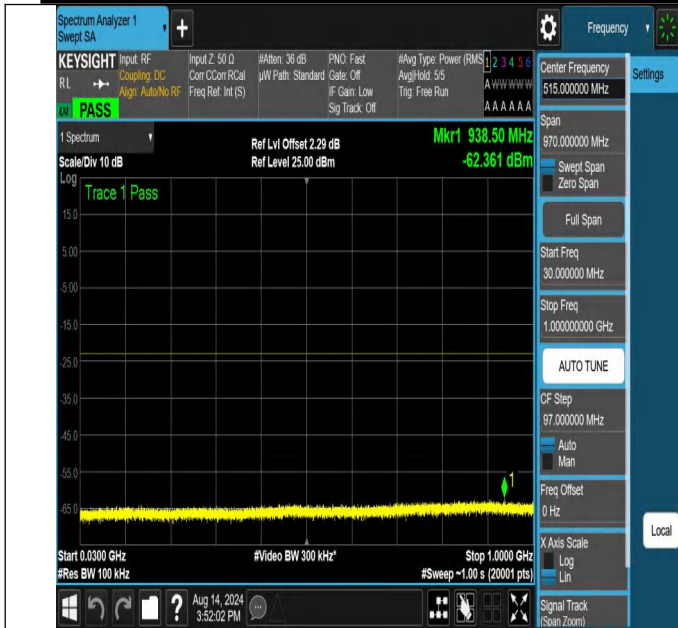 Spectrum Analyzer 1
Swept SA
+
Frequency
KEYSIGHT
RL
PASS
Input: RF
Coupling: DC
Align: Auto/No RF
Input Z: 50 Ω
Corr CCorr RCal
Freq Ref: Int (S)
#Atten: 36 dB
µW Path: Standard
PNO: Fast
Gate: Off
IF Gain: Low
Sig Track: Off
#Avg Type: Power (RMS
Avg|Hold: 5/5
Trig: Free Run
1 2 3 4 5 6
A W W W W W
A A A A A A
1 Spectrum
Scale/Div 10 dB
Log
Ref Lvl Offset 2.29 dB
Ref Level 25.00 dBm
Mkr1 938.50 MHz
-62.361 dBm
Trace 1 Pass
15.0
5.00
-5.00
-15.0
-25.0
-35.0
-45.0
-55.0
-65.0
1
Start 0.0300 GHz
#Res BW 100 kHz
#Video BW 300 kHz*
Stop 1.0000 GHz
#Sweep ~1.00 s (20001 pts)
Center Frequency
515.000000 MHz
Settings
Span
970.000000 MHz
Swept Span
Zero Span
Full Span
Start Freq
30.000000 MHz
Stop Freq
1.000000000 GHz
AUTO TUNE
CF Step
97.000000 MHz
Auto
Man
Freq Offset
0 Hz
Local
X Axis Scale
Log
Lin
Signal Track
(Span Zoom)
?
Aug 14, 2024
3:52:02 PM